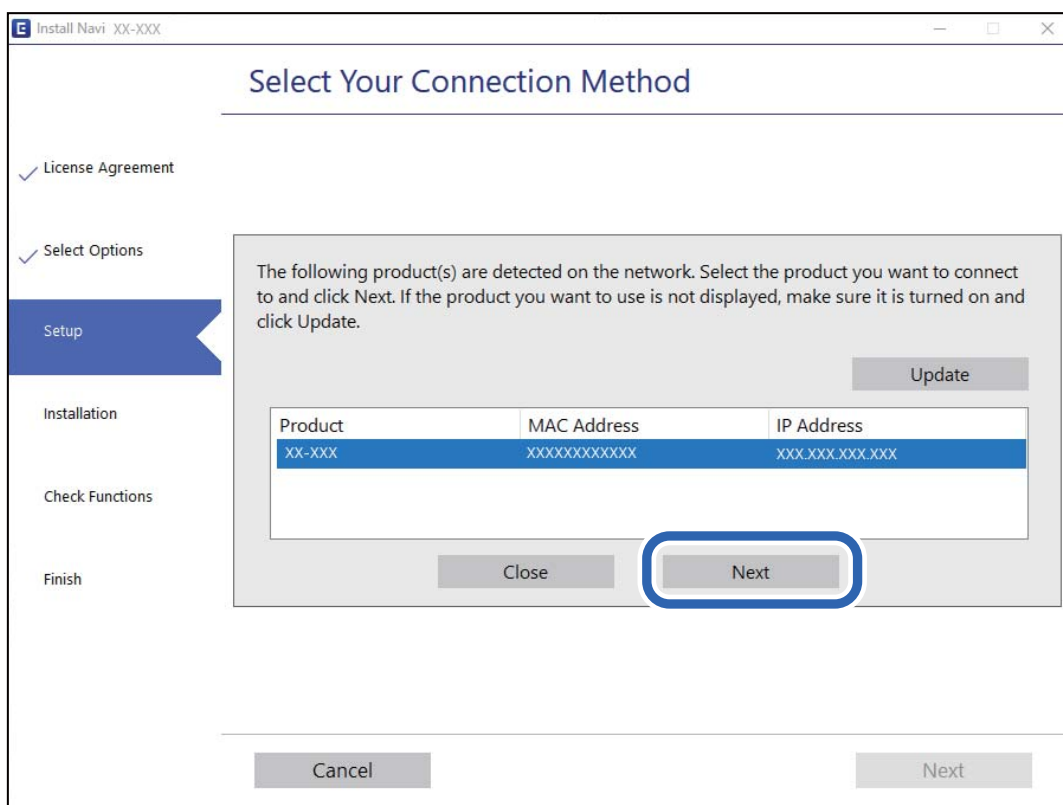 E Install Navi XX-XXX
Select Your Connection Method
License Agreement
Select Options
Setup
Installation
Check Functions
Finish
The following product(s) are detected on the network. Select the product you want to connect
to and click Next. If the product you want to use is not displayed, make sure it is turned on and
click Update.
Update
Product MAC Address IP Address
XX-XXX XXXXXXXXXXXX XXX.XXX.XXX.XXX
Close Next
Cancel Next